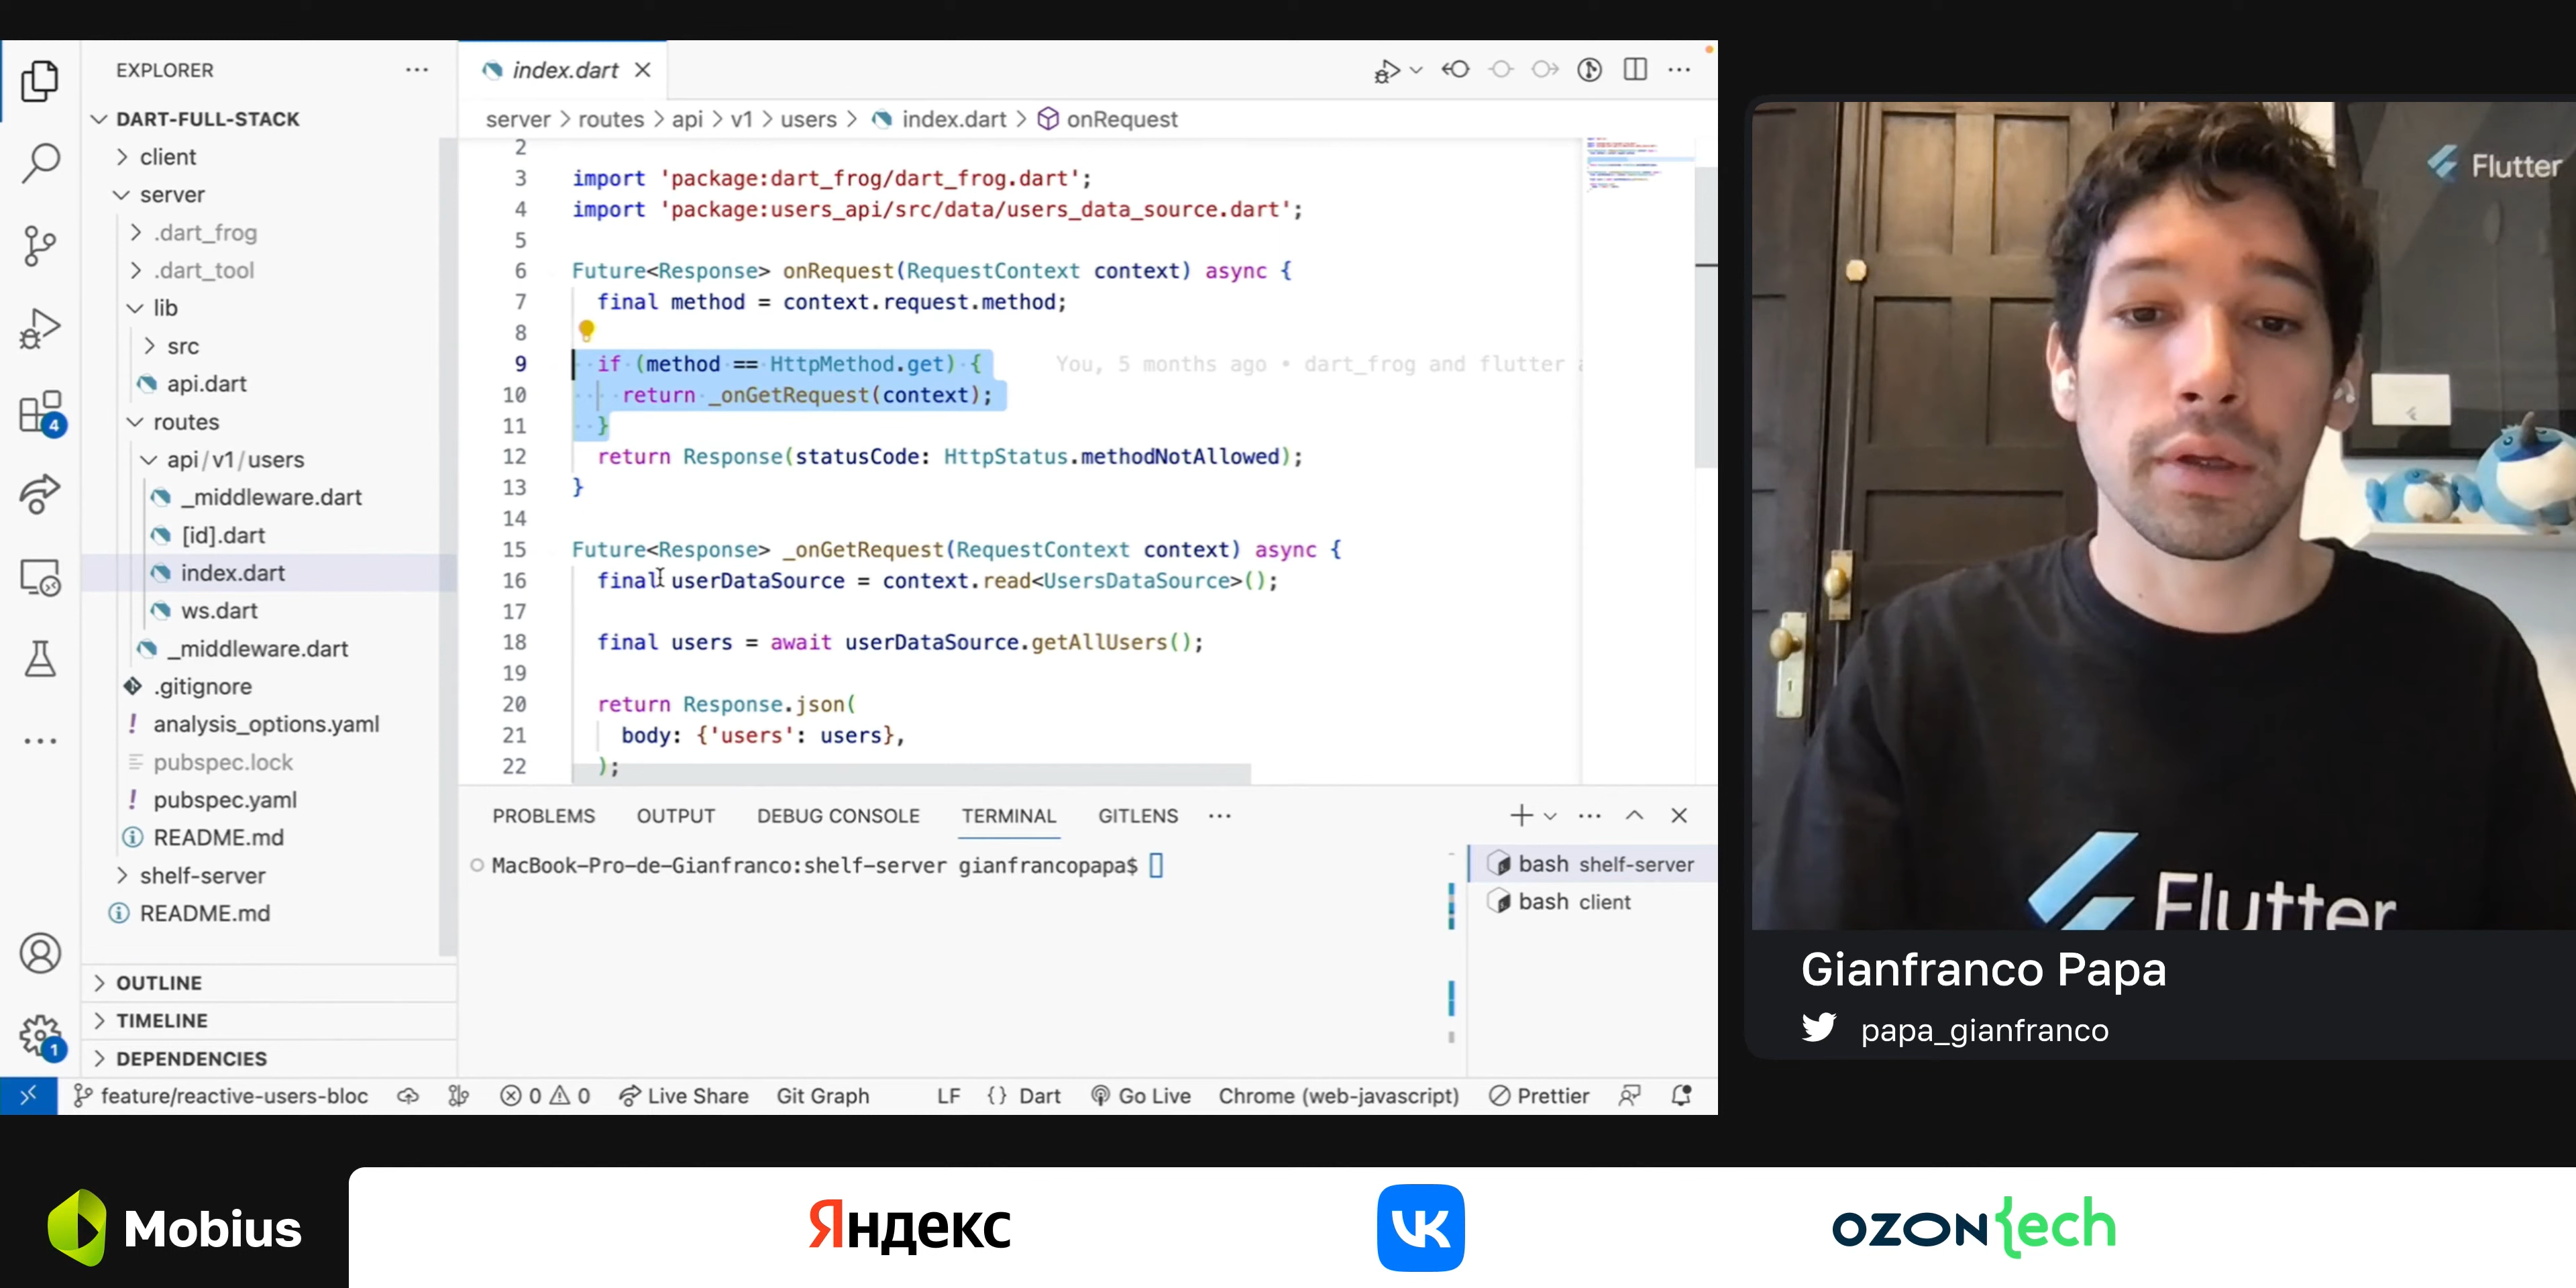 EXPLORER
DART-FULL-STACK
client
server
.dart_frog
.dart_tool
lib
src
api.dart
routes
api/v1/users
_middleware.dart
[id].dart
index.dart
ws.dart
_middleware.dart
.gitignore
analysis_options.yaml
pubspec.lock
pubspec.yaml
README.md
shelf-server
README.md
OUTLINE
TIMELINE
DEPENDENCIES
4
1
index.dart
server > routes > api > v1 > users > index.dart > onRequest
2
3 import 'package:dart_frog/dart_frog.dart';
4 import 'package:users_api/src/data/users_data_source.dart';
5
6 Future<Response> onRequest(RequestContext context) async {
7 final method = context.request.method;
8
9 if (method == HttpMethod.get) { You, 5 months ago • dart_frog and flutter
10 return _onGetRequest(context);
11 }
12 return Response(statusCode: HttpStatus.methodNotAllowed);
13 }
14
15 Future<Response> _onGetRequest(RequestContext context) async {
16 final userDataSource = context.read<UsersDataSource>();
17
18 final users = await userDataSource.getAllUsers();
19
20 return Response.json(
21 body: {'users': users},
22 );
PROBLEMS OUTPUT DEBUG CONSOLE TERMINAL GITLENS
MacBook-Pro-de-Gianfranco:shelf-server gianfrancopapa$
bash shelf-server
bash client
feature/reactive-users-bloc 0 0 Live Share Git Graph LF {} Dart Go Live Chrome (web-javascript) Prettier
Flutter
Flutter
Gianfranco Papa
papa_gianfranco
Mobius
Яндекс
VK
ozon{ech